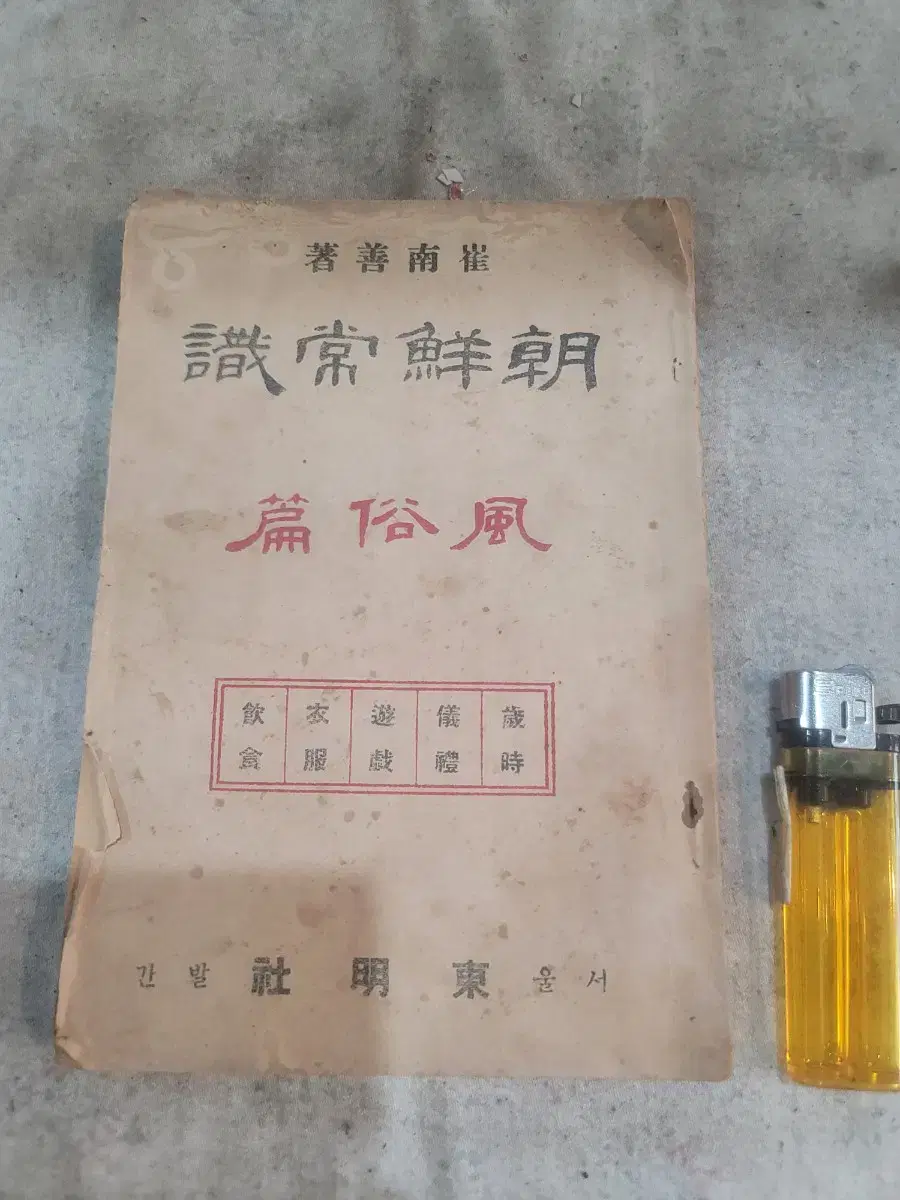 崔南善著
朝鮮常識
風俗篇
歲時
儀禮
遊戱
衣服
飮食
서울 東明社 발간